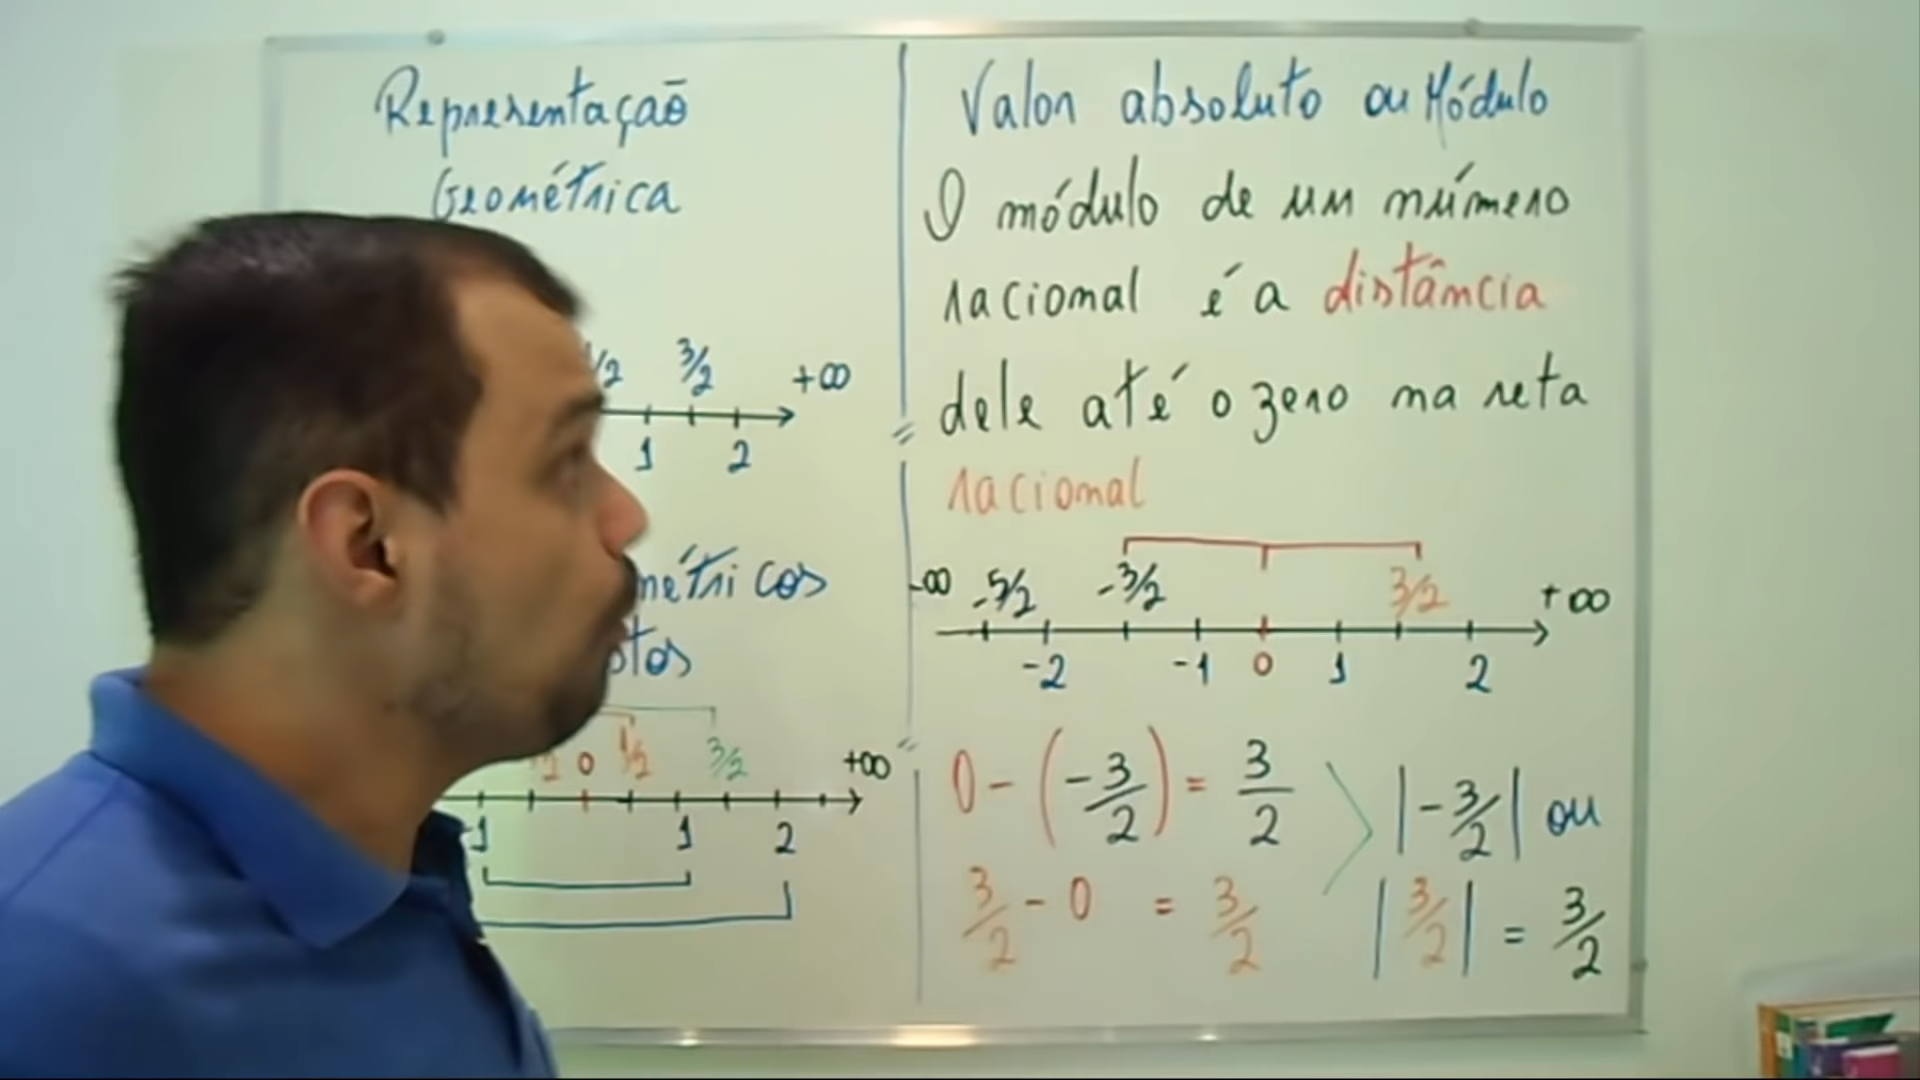 Representação
Geométrica
1/2 3/2 +∞
1 2
métricos
0 1/2 3/2 +∞
-1 1 2
Valor absoluto ou Módulo
O módulo de um número
racional é a distância
dele até o zero na reta
racional
-∞ -5/2 -3/2 3/2 +∞
-2 -1 0 1 2
0 - (-3/2) = 3/2
|-3/2| ou
3/2 - 0 = 3/2
|3/2| = 3/2